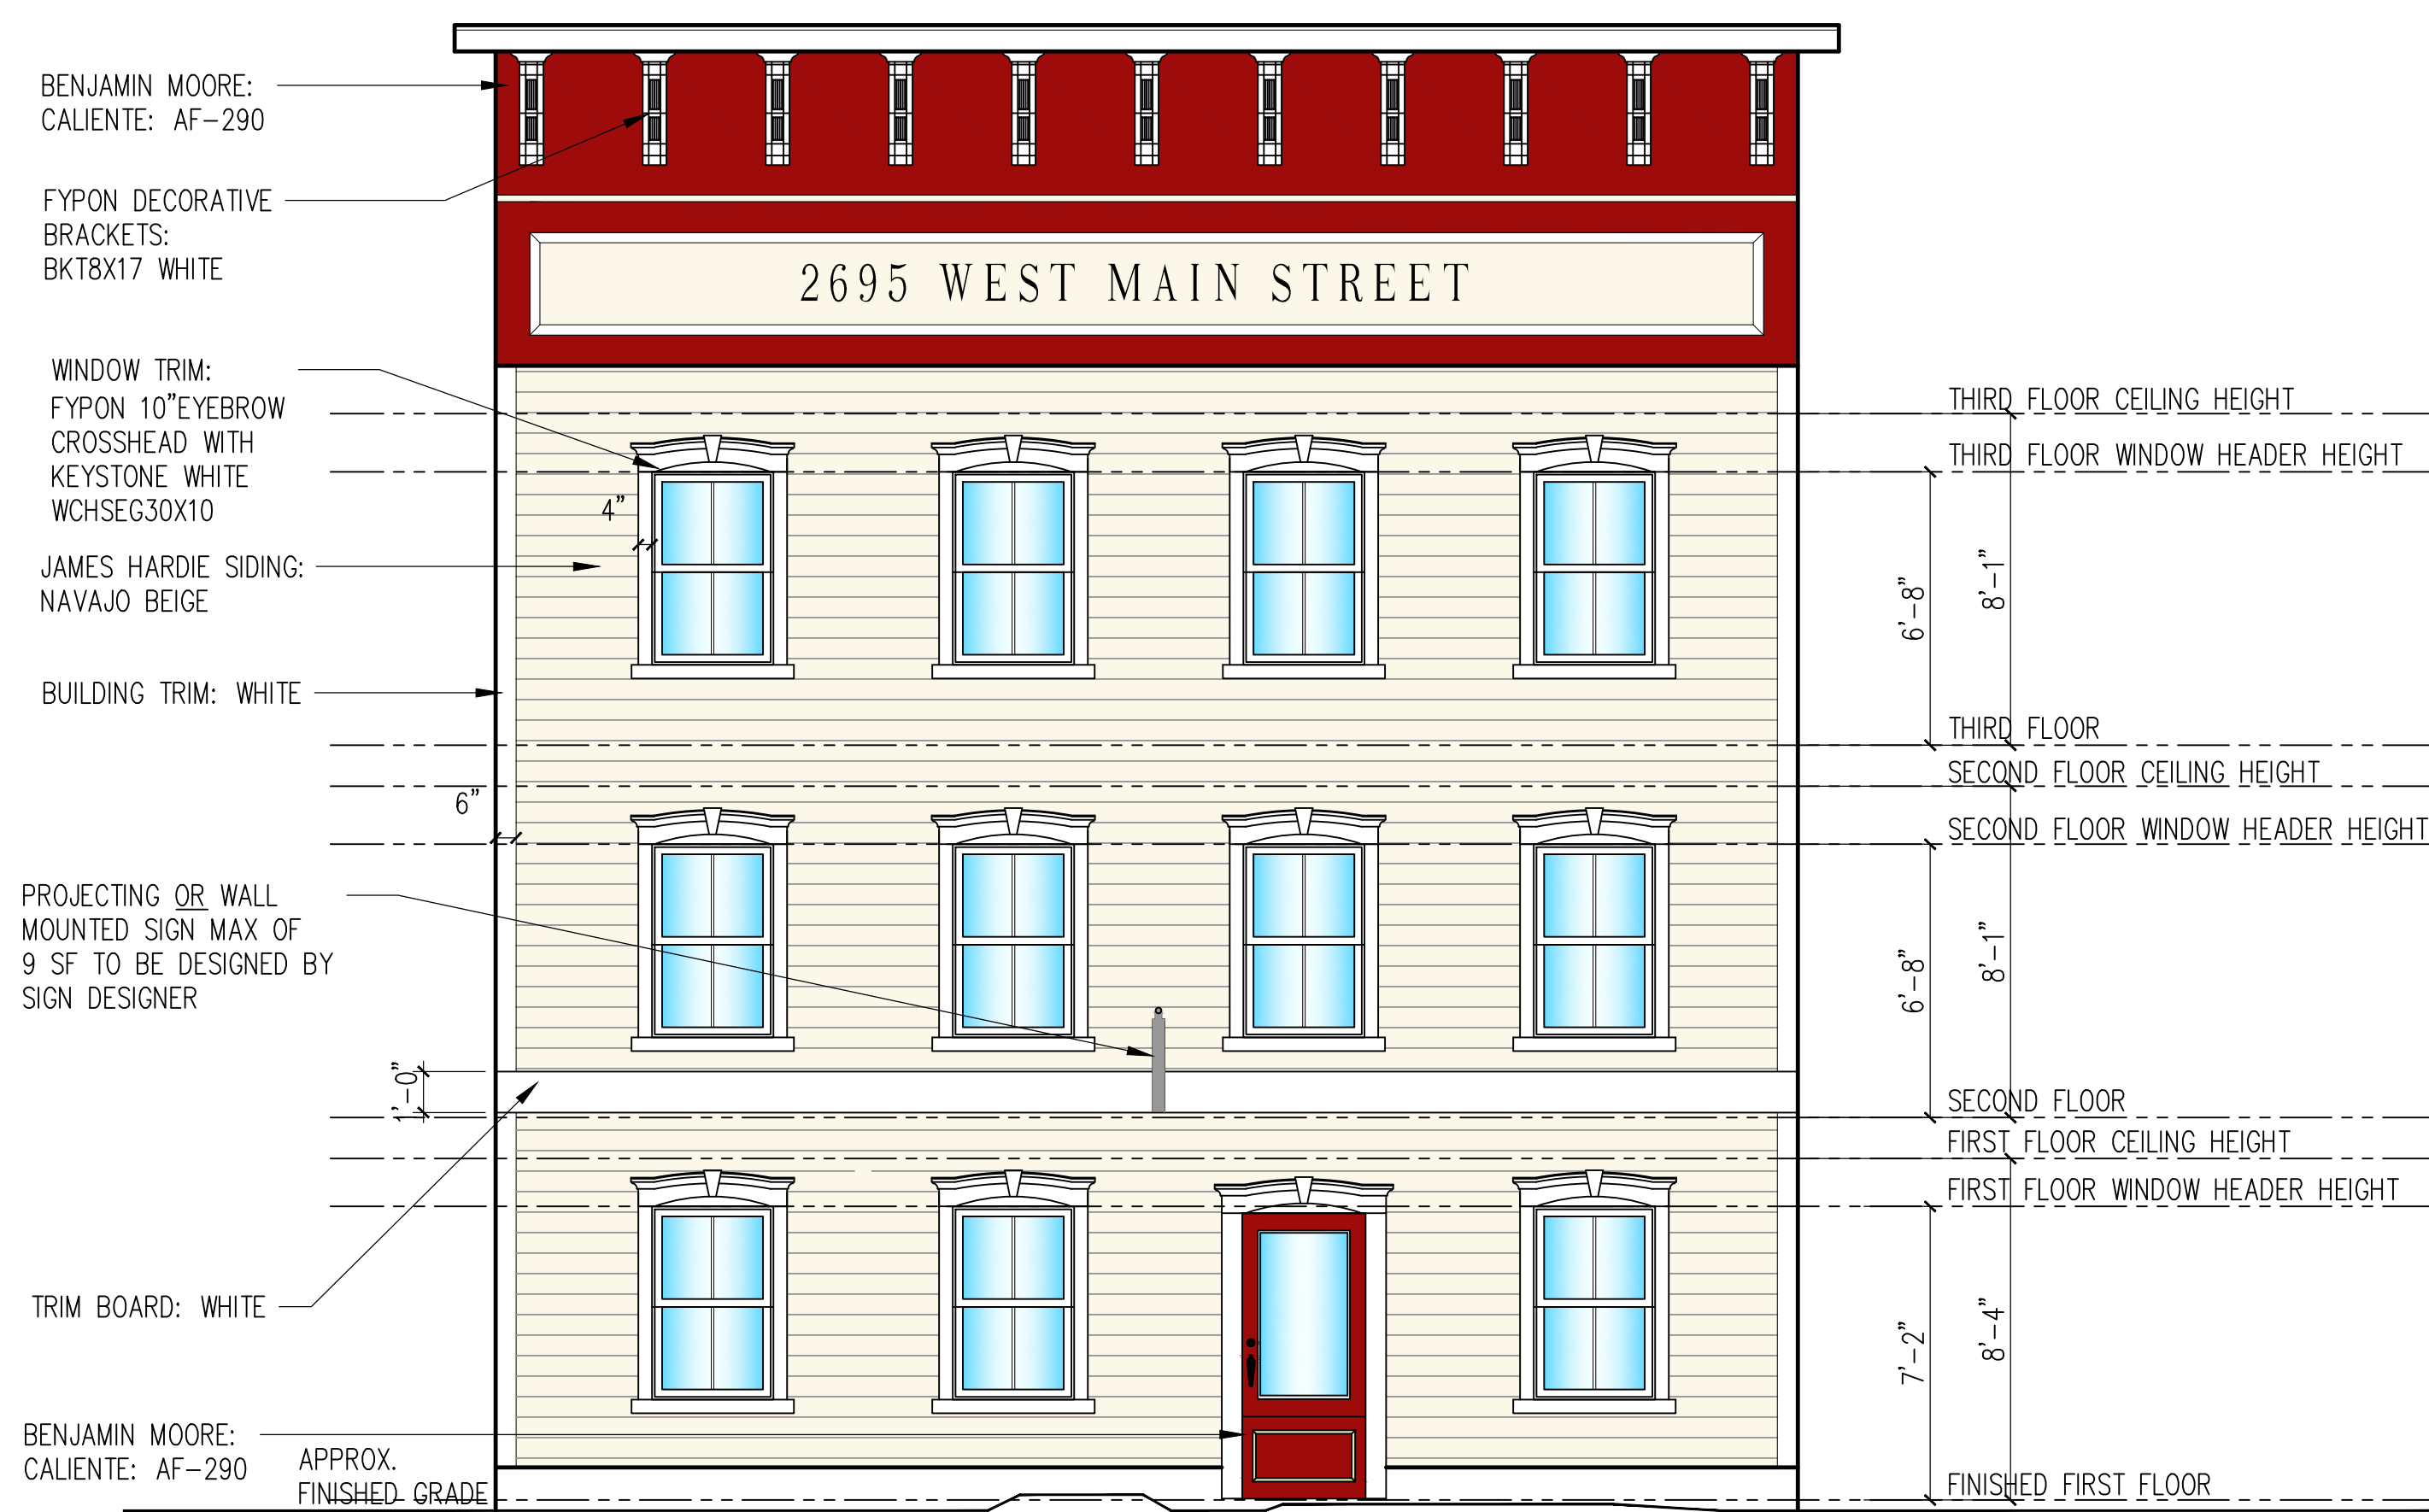 BENJAMIN MOORE:
CALIENTE: AF-290
FYPON DECORATIVE
BRACKETS:
BKT8X17 WHITE
2695 WEST MAIN STREET
WINDOW TRIM:
FYPON 10"EYEBROW
CROSSHEAD WITH
KEYSTONE WHITE
WCHSEG30X10
4"
JAMES HARDIE SIDING:
NAVAJO BEIGE
BUILDING TRIM: WHITE
6"
PROJECTING OR WALL
MOUNTED SIGN MAX OF
9 SF TO BE DESIGNED BY
SIGN DESIGNER
1'-0"
TRIM BOARD: WHITE
BENJAMIN MOORE:
CALIENTE: AF-290
APPROX.
FINISHED GRADE
THIRD FLOOR CEILING HEIGHT
THIRD FLOOR WINDOW HEADER HEIGHT
6'-8"
8'-1"
THIRD FLOOR
SECOND FLOOR CEILING HEIGHT
SECOND FLOOR WINDOW HEADER HEIGHT
6'-8"
8'-1"
SECOND FLOOR
FIRST FLOOR CEILING HEIGHT
FIRST FLOOR WINDOW HEADER HEIGHT
7'-2"
8'-4"
FINISHED FIRST FLOOR